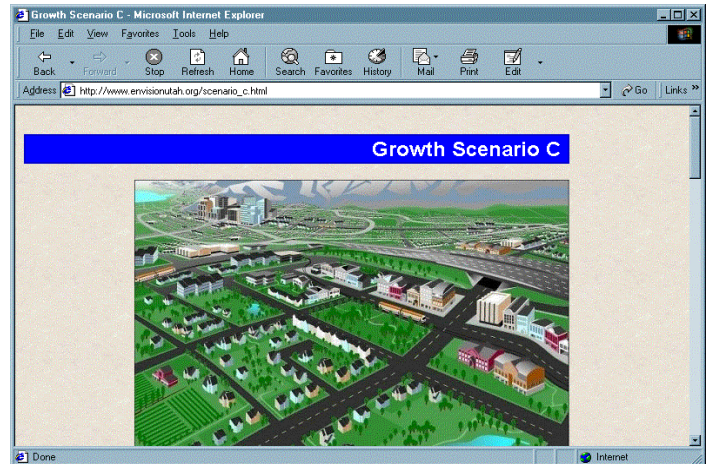 Growth Scenario C - Microsoft Internet Explorer
File Edit View Favorites Tools Help
Back Forward Stop Refresh Home Search Favorites History Mail Print Edit
Address http://www.envisionutah.org/scenario_c.html Go Links »
Growth Scenario C
Done Internet